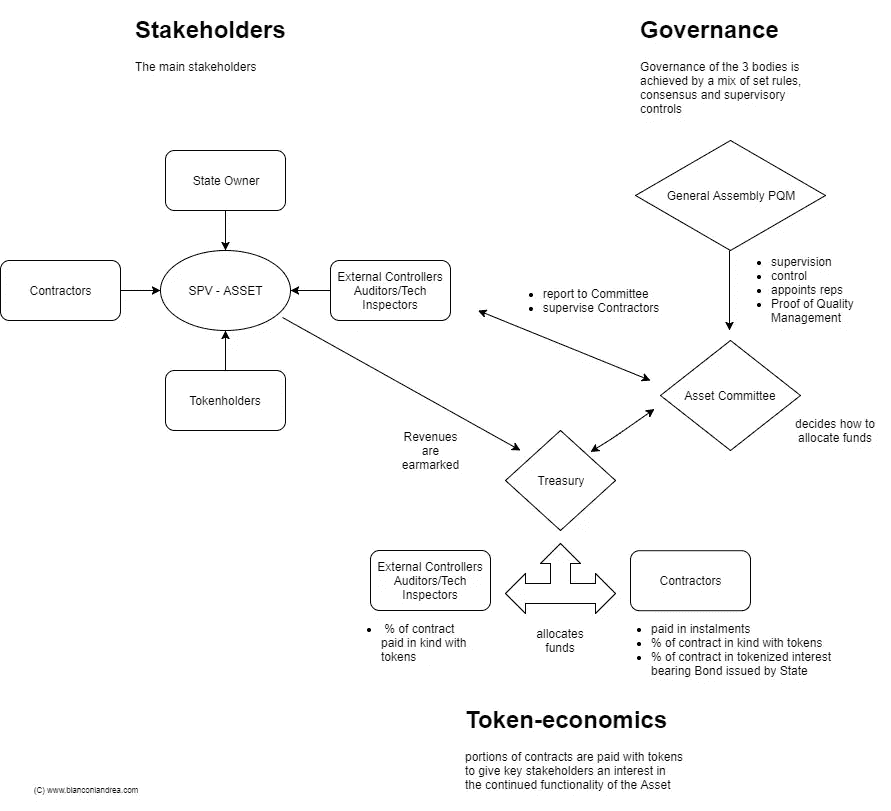 Stakeholders
The main stakeholders
Governance
Governance of the 3 bodies is
achieved by a mix of set rules,
consensus and supervisory
controls
State Owner
General Assembly PQM
Contractors
SPV - ASSET
External Controllers
Auditors/Tech
Inspectors
supervision
control
appoints reps
Proof of Quality
Management
report to Committee
supervise Contractors
Tokenholders
Asset Committee
decides how to
allocate funds
Revenues
are
earmarked
Treasury
External Controllers
Auditors/Tech
Inspectors
Contractors
% of contract
paid in kind with
tokens
allocates
funds
paid in instalments
% of contract in kind with tokens
% of contract in tokenized interest
bearing Bond issued by State
Token-economics
portions of contracts are paid with tokens
to give key stakeholders an interest in
the continued functionality of the Asset
(C) www.bianconiandrea.com